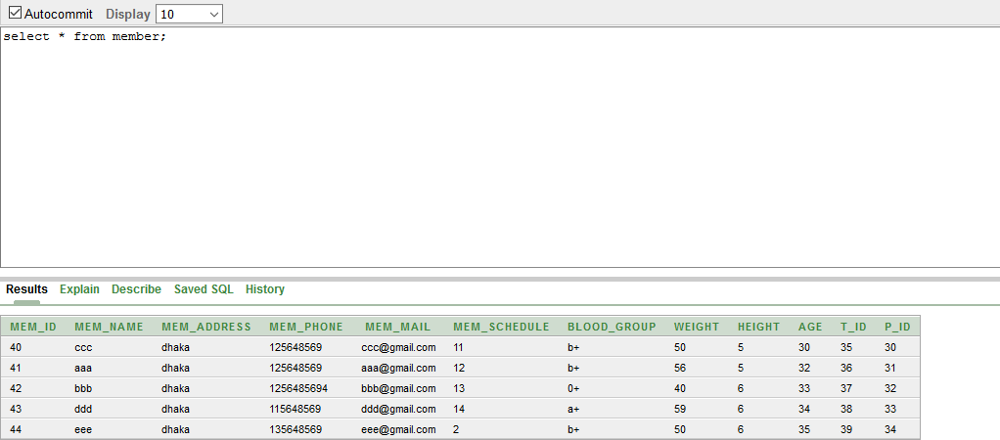 Autocommit Display 10
select * from member;
Results Explain Describe Saved SQL History
MEM_ID MEM_NAME MEM_ADDRESS MEM_PHONE MEM_MAIL MEM_SCHEDULE BLOOD_GROUP WEIGHT HEIGHT AGE T_ID P_ID
40 ccc dhaka 125648569 ccc@gmail.com 11 b+ 50 5 30 35 30
41 aaa dhaka 125648569 aaa@gmail.com 12 b+ 56 5 32 36 31
42 bbb dhaka 1256485694 bbb@gmail.com 13 0+ 40 6 33 37 32
43 ddd dhaka 115648569 ddd@gmail.com 14 a+ 59 6 34 38 33
44 eee dhaka 135648569 eee@gmail.com 2 b+ 50 6 35 39 34